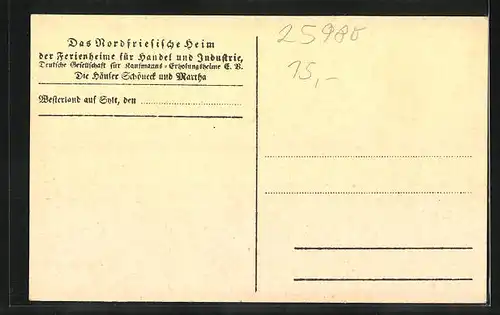 Das Nordfriesische Heim
der Ferienheime für Handel und Industrie,
Deutsche Gesellschaft für Kaufmanns-Erholungsheime E. V.
Die Häuser Schöneck und Martha
Westerland auf Sylt, den
25980
15,-